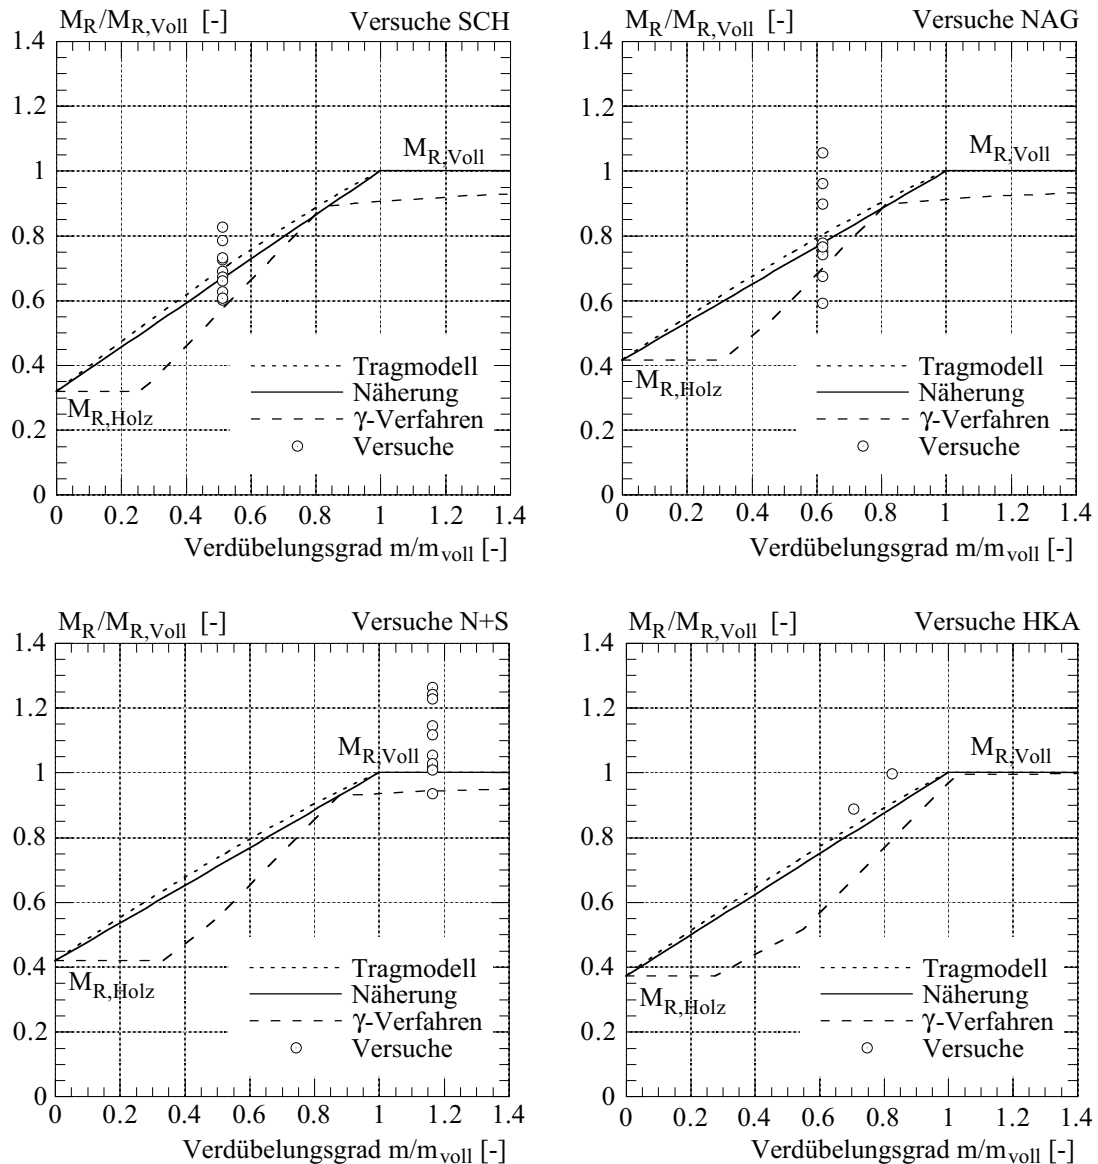 M_R/M_R,Voll [-] Versuche SCH
1.4
1.2
1
0.8
0.6
0.4
0.2
0
M_R,Voll
M_R,Holz
Tragmodell
Näherung
γ-Verfahren
Versuche
0 0.2 0.4 0.6 0.8 1 1.2 1.4
Verdübelungsgrad m/m_voll [-]
M_R/M_R,Voll [-] Versuche NAG
1.4
1.2
1
0.8
0.6
0.4
0.2
0
M_R,Voll
M_R,Holz
Tragmodell
Näherung
γ-Verfahren
Versuche
0 0.2 0.4 0.6 0.8 1 1.2 1.4
Verdübelungsgrad m/m_voll [-]
M_R/M_R,Voll [-] Versuche N+S
1.4
1.2
1
0.8
0.6
0.4
0.2
0
M_R,Voll
M_R,Holz
Tragmodell
Näherung
γ-Verfahren
Versuche
0 0.2 0.4 0.6 0.8 1 1.2 1.4
Verdübelungsgrad m/m_voll [-]
M_R/M_R,Voll [-] Versuche HKA
1.4
1.2
1
0.8
0.6
0.4
0.2
0
M_R,Voll
M_R,Holz
Tragmodell
Näherung
γ-Verfahren
Versuche
0 0.2 0.4 0.6 0.8 1 1.2 1.4
Verdübelungsgrad m/m_voll [-]